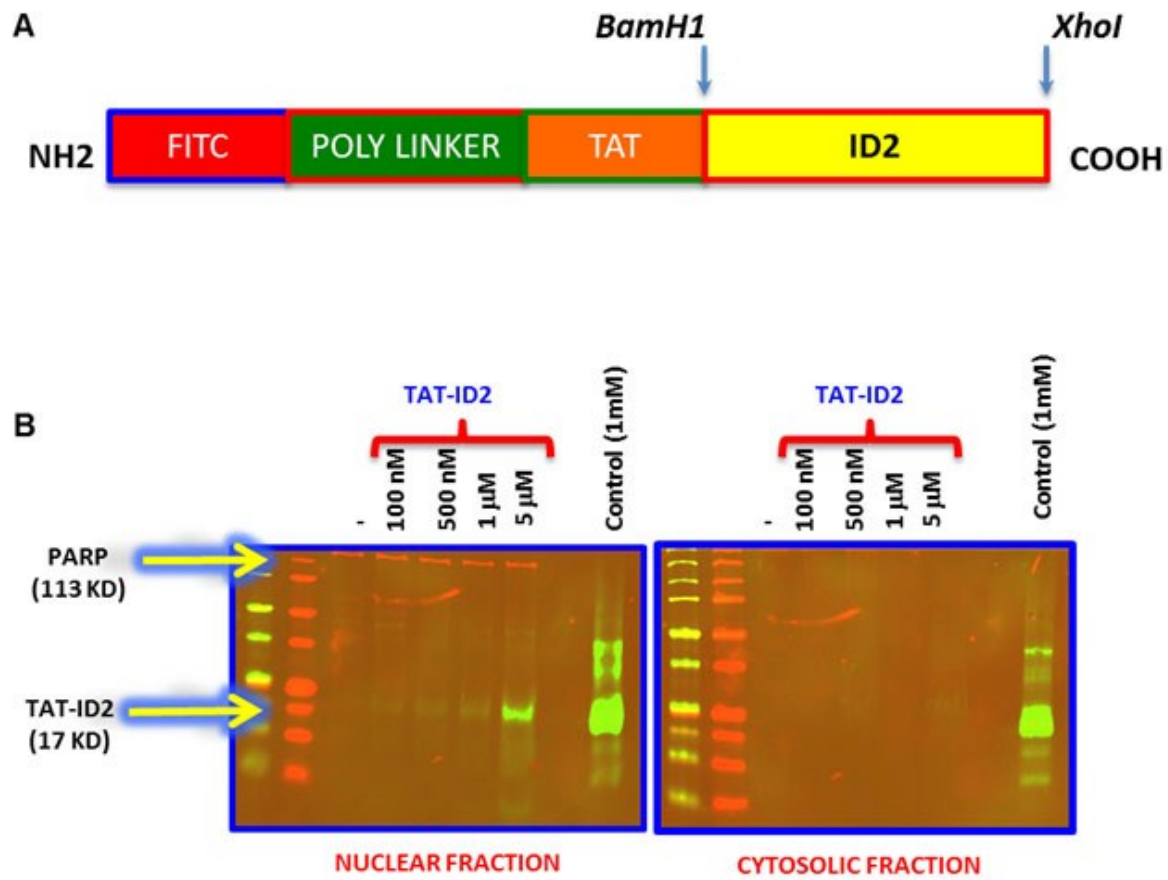 A
BamH1
XhoI
NH2
FITC
POLY LINKER
TAT
ID2
COOH
B
TAT-ID2
-
100 nM
500 nM
1 µM
5 µM
Control (1mM)
TAT-ID2
-
100 nM
500 nM
1 µM
5 µM
Control (1mM)
PARP
(113 KD)
TAT-ID2
(17 KD)
NUCLEAR FRACTION
CYTOSOLIC FRACTION